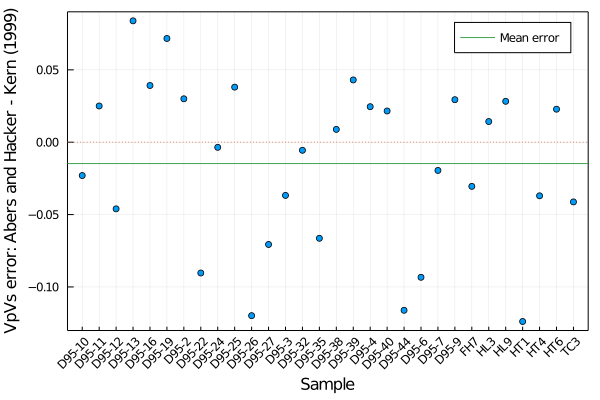 VpVs error: Abers and Hacker - Kern (1999)
Mean error
0.05
0.00
−0.05
−0.10
D95-10
D95-11
D95-12
D95-13
D95-16
D95-19
D95-2
D95-22
D95-24
D95-25
D95-26
D95-27
D95-3
D95-32
D95-35
D95-38
D95-39
D95-4
D95-40
D95-44
D95-6
D95-7
D95-9
FH7
HL3
HL9
HT1
HT4
HT6
TC3
Sample